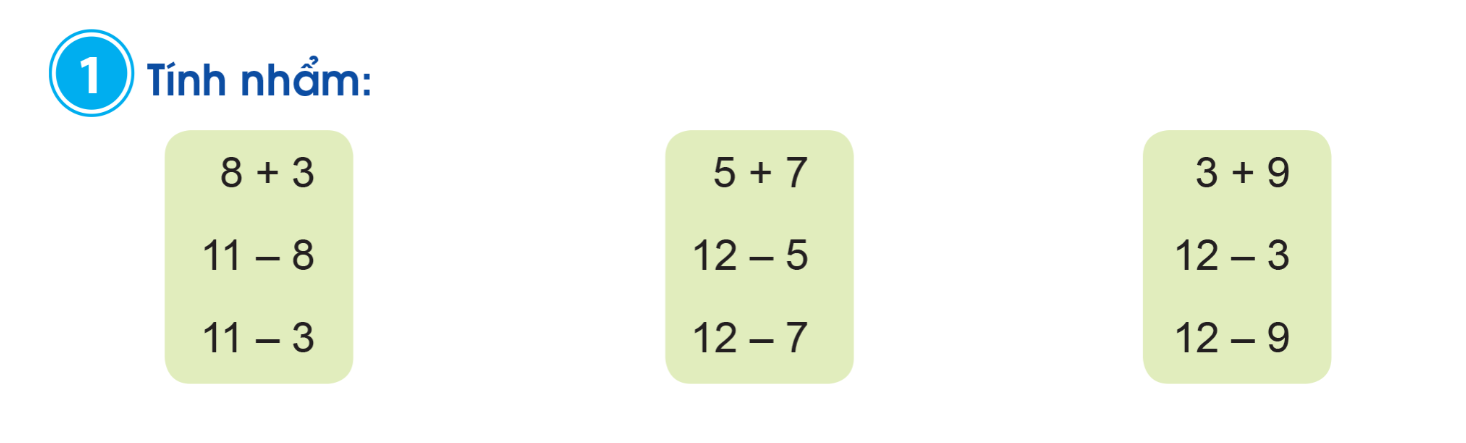 1 Tính nhẩm:
8 + 3
11 – 8
11 – 3
5 + 7
12 – 5
12 – 7
3 + 9
12 – 3
12 – 9